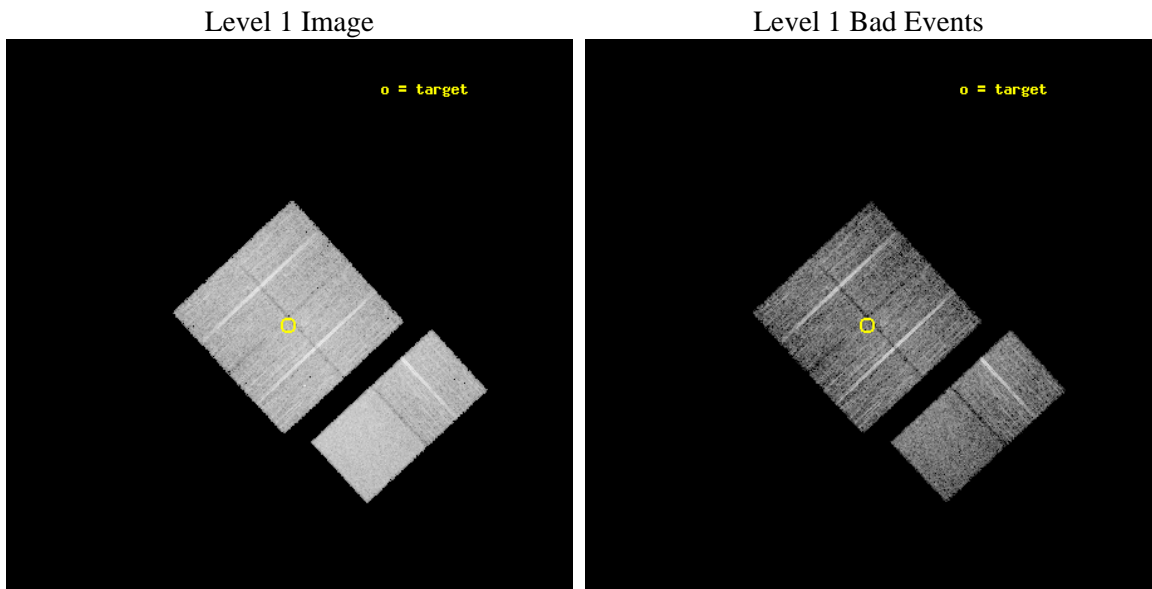 Level 1 Image
Level 1 Bad Events
o = target
o = target